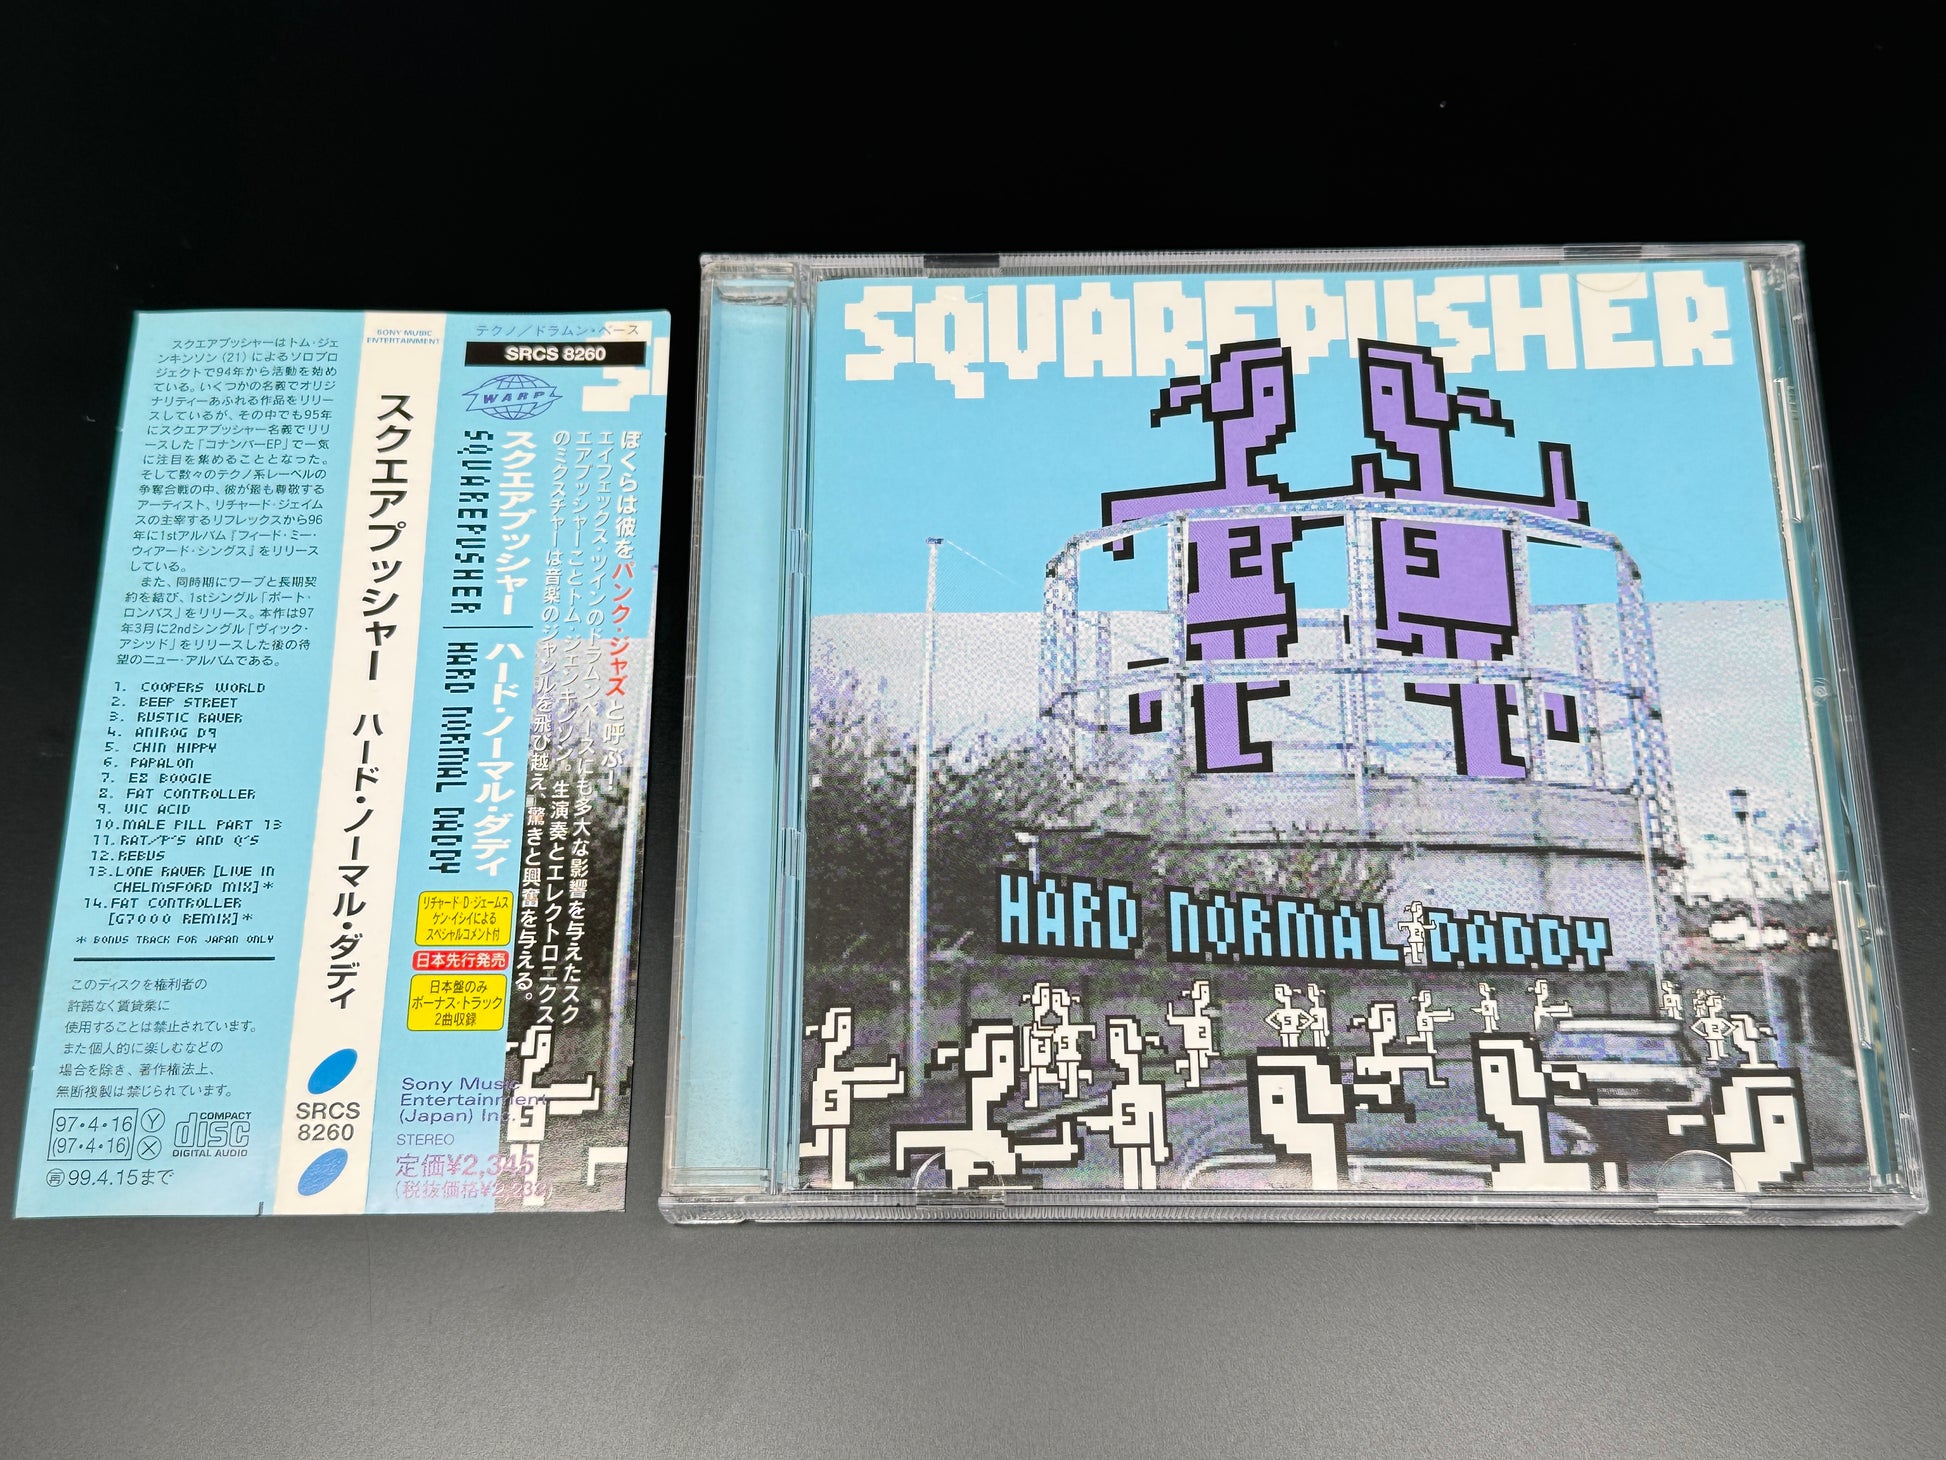 スクエアプッシャーはトム・ジェ
ンキンソン（21）によるソロプロ
ジェクトで94年から活動を始め
ている。いくつかの名義でオリジ
ナリティーあふれる作品をリリー
スしているが、その中でも95年
にスクエアプッシャー名義でリリ
ースした「コナンバーEP」で一気
に注目を集めることとなった。
そして数々のテクノ系レーベルの
争奪合戦の中、彼が最も尊敬する
アーティスト、リチャード・ジェイム
スの主宰するリフレックスから96
年に1stアルバム『フィード・ミー・
ウィアード・シングス』をリリース
している。
また、同時期にワープと長期契
約を結び、1stシングル「ポート・
ロンバス」をリリース。本作は97
年3月に2ndシングル「ヴィック・
アシッド」をリリースした後の待
望のニュー・アルバムである。
1. COOPERS WORLD
2. BEEP STREET
3. RUSTIC RAVER
4. ANIROG D9
5. CHIN HIPPY
6. PAPALON
7. E8 BOOGIE
8. FAT CONTROLLER
9. VIC ACID
10.MALE PILL PART 13
11.RAT/P'S AND Q'S
12.REBUS
13.LONE RAVER [LIVE IN
CHELMSFORD MIX]*
14.FAT CONTROLLER
[G7000 REMIX]*
* BONUS TRACK FOR JAPAN ONLY
このディスクを権利者の
許諾なく賃貸業に
使用することは禁止されています。
また個人的に楽しむなどの
場合を除き、著作権法上、
無断複製は禁じられています。
97・4・16 Y
(97・4・16) X
COMPACT
disc
DIGITAL AUDIO
再 99.4.15まで
SONY MUSIC
ENTERTAINMENT
スクエアプッシャー ハード・ノーマル・ダディ
SRCS
8260
テクノ／ドラムン・ベース
SRCS 8260
WARP
ぼくらは彼をパンク・ジャズと呼ぶ！
エイフェックス・ツインのドラムンベースにも多大な影響を与えたスク
エアプッシャーことトム・ジェンキンソン。生演奏とエレクトロニクス
のミクスチャーは音楽のジャンルを飛び越え、驚きと興奮を与える。
スクエアプッシャー ハード・ノーマル・ダディ
SQUAREPUSHER HARD NORMAL DADDY
リチャード・D・ジェームス
ケン・イシイによる
スペシャルコメント付
日本先行発売
日本盤のみ
ボーナス・トラック
2曲収録
Sony Music
Entertainment
(Japan) Inc.
STEREO
定価¥2,345
(税抜価格¥2,233)
SQUAREPUSHER
2
5
HARD NORMAL DADDY